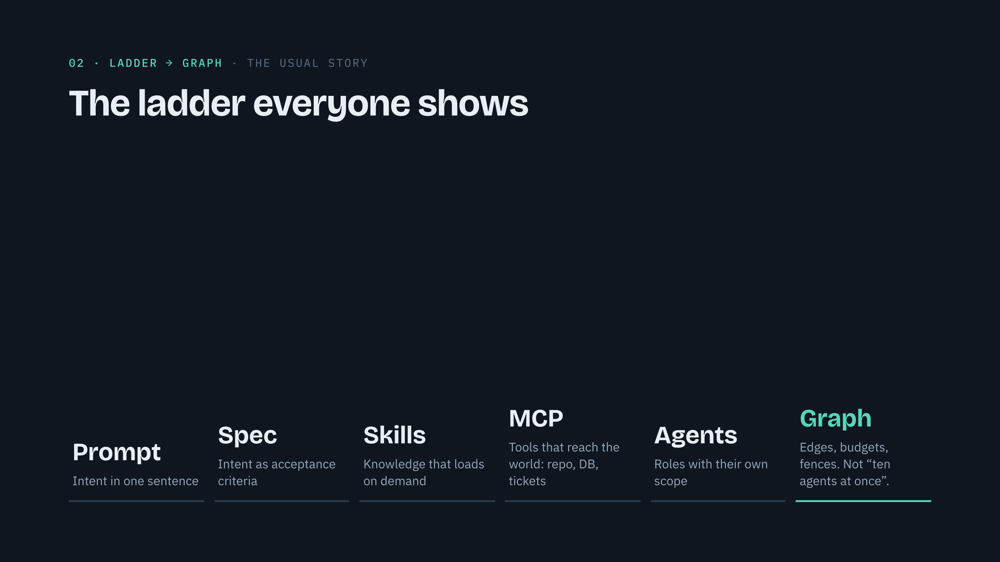 02 · LADDER → GRAPH · THE USUAL STORY
The ladder everyone shows
Prompt
Intent in one sentence
Spec
Intent as acceptance
criteria
Skills
Knowledge that loads
on demand
MCP
Tools that reach the
world: repo, DB,
tickets
Agents
Roles with their own
scope
Graph
Edges, budgets,
fences. Not “ten
agents at once”.